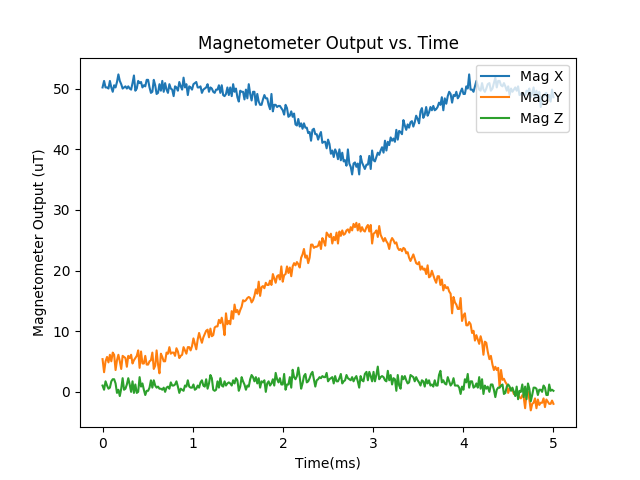 Magnetometer Output vs. Time
Mag X
Mag Y
Mag Z
Magnetometer Output (uT)
50
40
30
20
10
0
0 1 2 3 4 5
Time(ms)